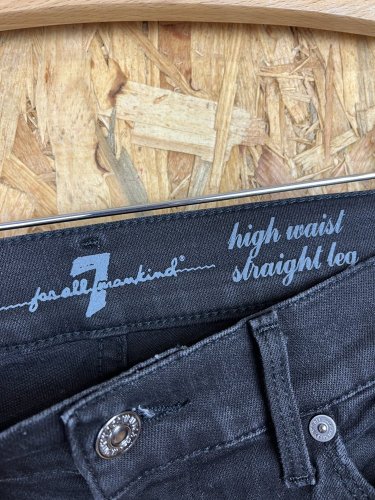 7
for all mankind®
high waist
straight leg